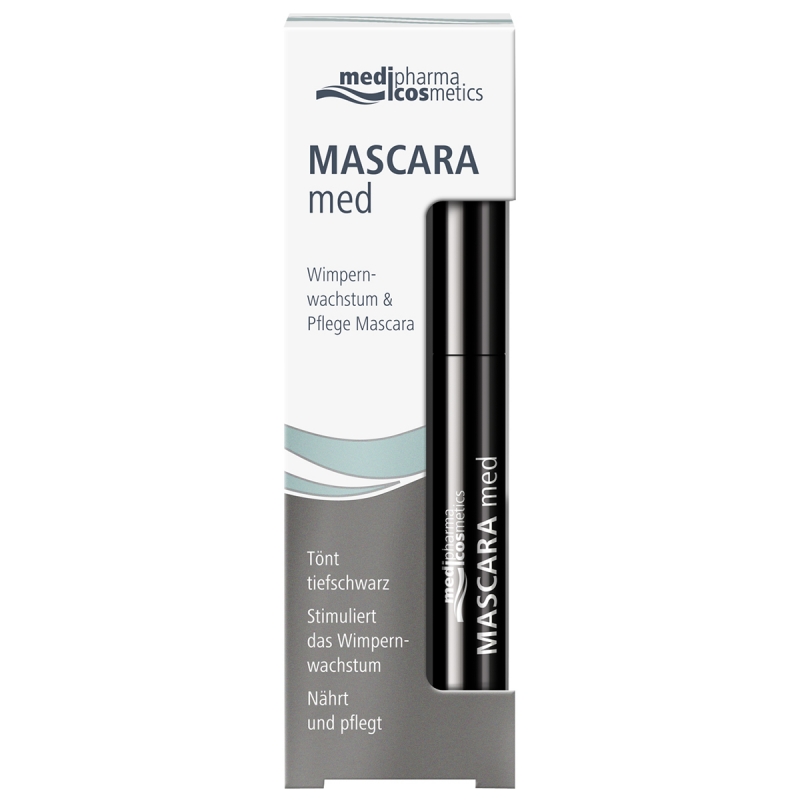 medipharma
cosmetics
MASCARA
med
Wimpern-
wachstum &
Pflege Mascara
Tönt
tiefschwarz
Stimuliert
das Wimpern-
wachstum
Nährt
und pflegt
medipharma
cosmetics
MASCARA med